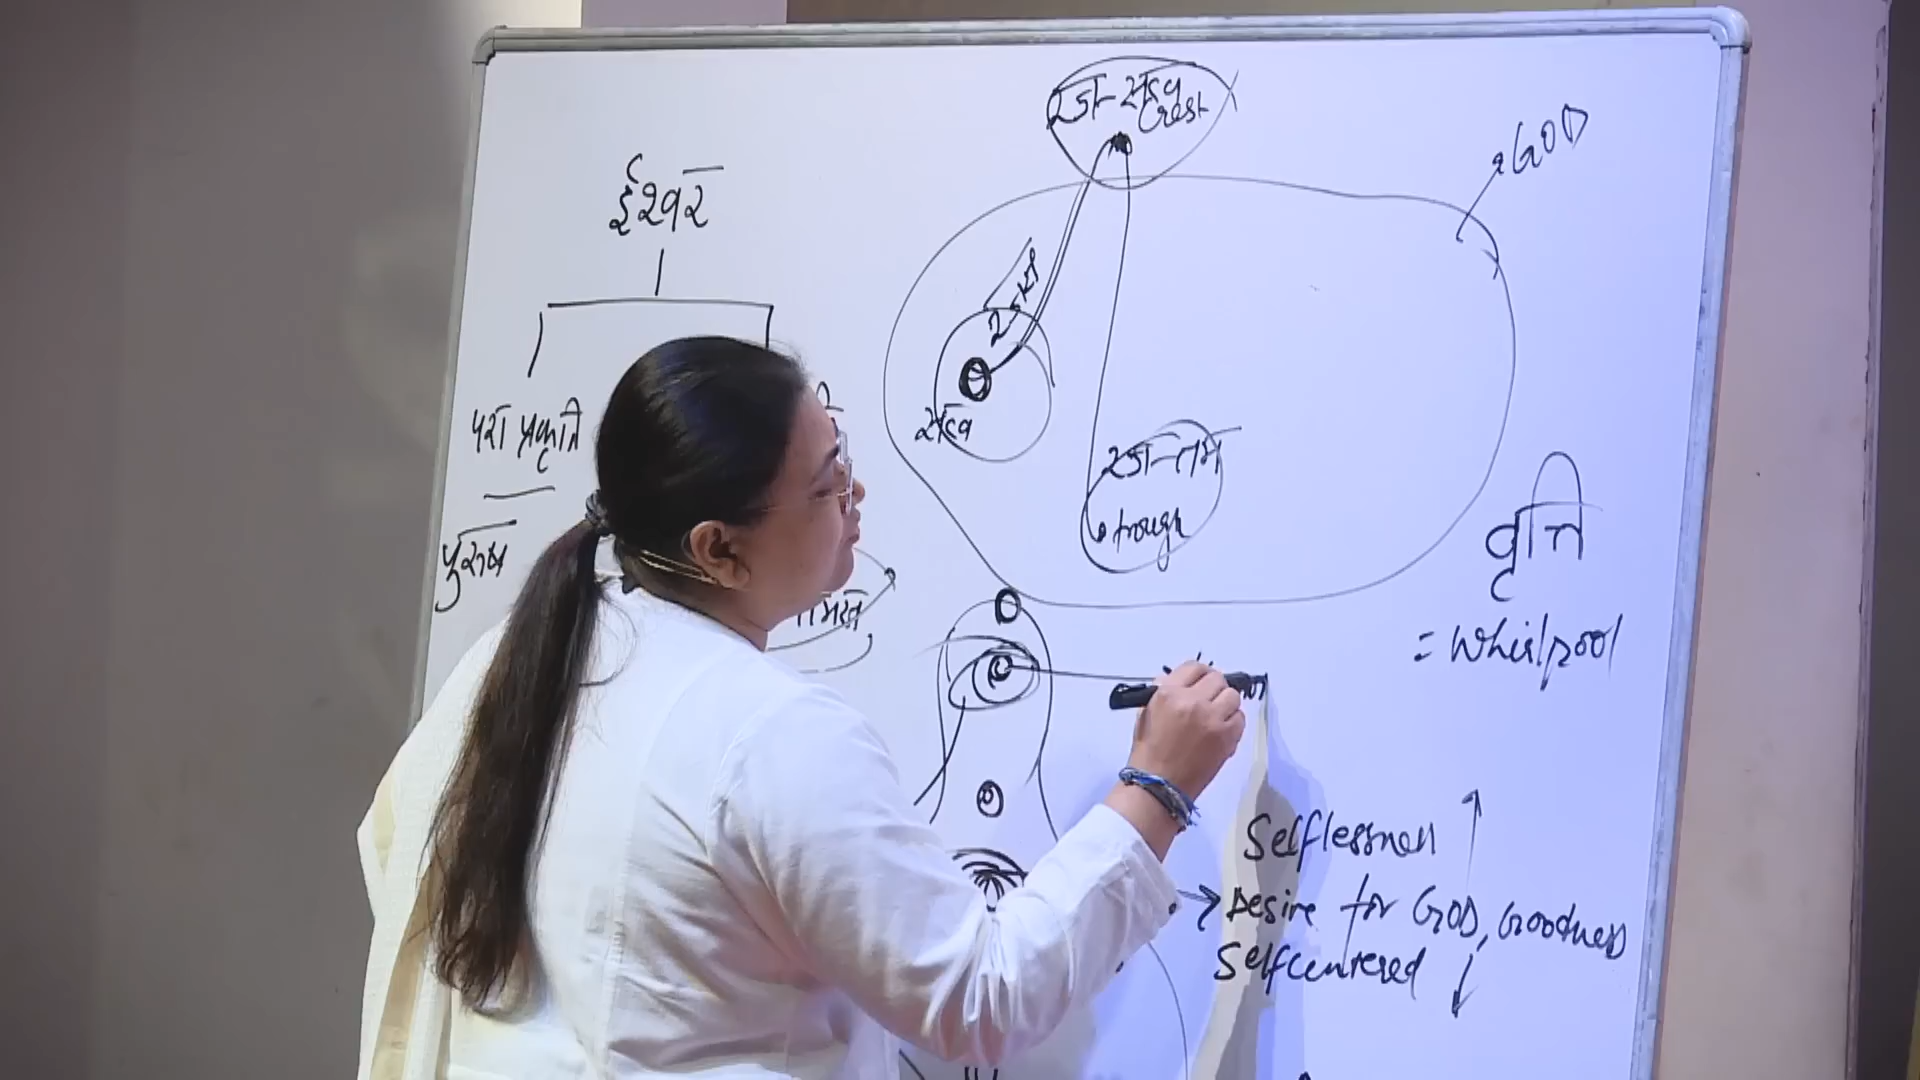 ईश्वर
परा प्रकृति
पुरुष
रज-सत्व
Crest
GOD
रजस
सत्व
रज-तम
trough
वृत्ति
= Whirlpool
Selflessness
Desire for GOD, Goodness
Selfcentered